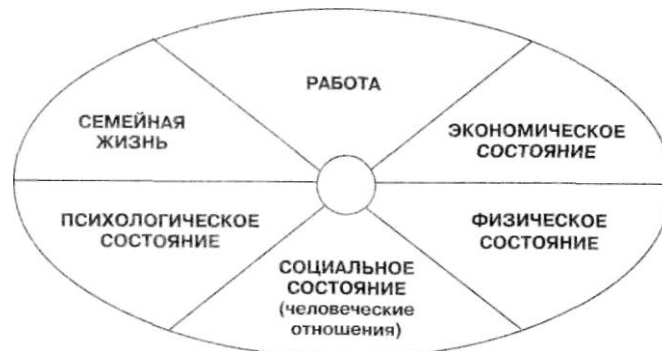 РАБОТА
СЕМЕЙНАЯ
ЖИЗНЬ
ЭКОНОМИЧЕСКОЕ
СОСТОЯНИЕ
ПСИХОЛОГИЧЕСКОЕ
СОСТОЯНИЕ
ФИЗИЧЕСКОЕ
СОСТОЯНИЕ
СОЦИАЛЬНОЕ
СОСТОЯНИЕ
(человеческие
отношения)